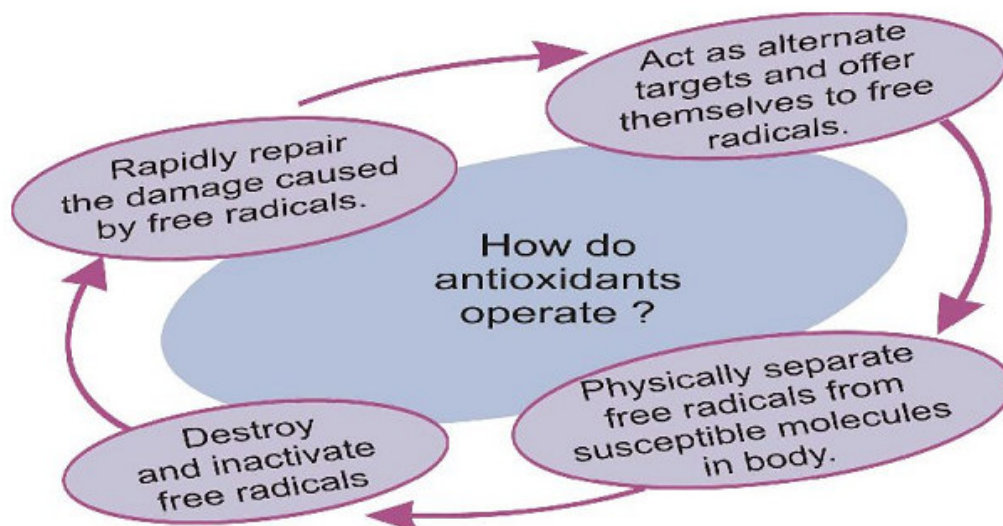 Act as alternate
targets and offer
themselves to free
radicals.
Rapidly repair
the damage caused
by free radicals.
How do
antioxidants
operate ?
Physically separate
free radicals from
susceptible molecules
in body.
Destroy
and inactivate
free radicals